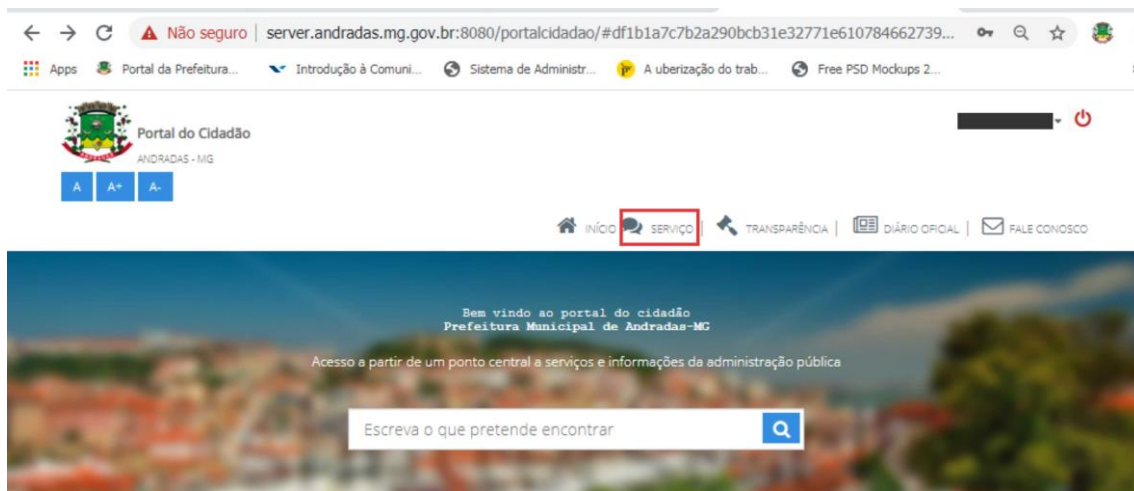 Não seguro | server.andradas.mg.gov.br:8080/portalcidadao/#df1b1a7c7b2a290bcb31e32771e610784662739...
Apps Portal da Prefeitura... Introdução à Comuni... Sistema de Administr... A uberização do trab... Free PSD Mockups 2...
Portal do Cidadão
ANDRADAS - MG
A A+ A-
INÍCIO SERVIÇO | TRANSPARÊNCIA | DIÁRIO OFICIAL | FALE CONOSCO
Bem vindo ao portal do cidadão
Prefeitura Municipal de Andradas-MG
Acesso a partir de um ponto central a serviços e informações da administração pública
Escreva o que pretende encontrar